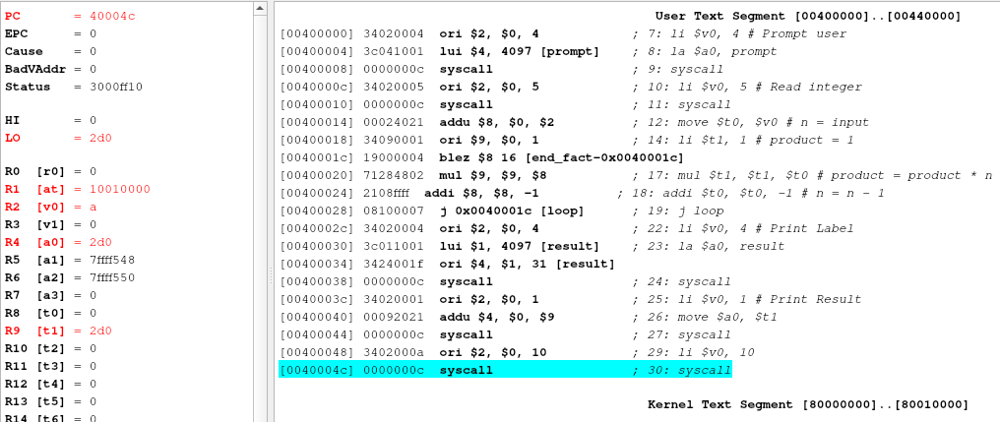 PC = 40004c
EPC = 0
Cause = 0
BadVAddr = 0
Status = 3000ff10
HI = 0
LO = 2d0
R0 [r0] = 0
R1 [at] = 10010000
R2 [v0] = a
R3 [v1] = 0
R4 [a0] = 2d0
R5 [a1] = 7ffff548
R6 [a2] = 7ffff550
R7 [a3] = 0
R8 [t0] = 0
R9 [t1] = 2d0
R10 [t2] = 0
R11 [t3] = 0
R12 [t4] = 0
R13 [t5] = 0
R14 [t6] = 0
User Text Segment [00400000]..[00440000]
[00400000] 34020004 ori $2, $0, 4 ; 7: li $v0, 4 # Prompt user
[00400004] 3c041001 lui $4, 4097 [prompt] ; 8: la $a0, prompt
[00400008] 0000000c syscall ; 9: syscall
[0040000c] 34020005 ori $2, $0, 5 ; 10: li $v0, 5 # Read integer
[00400010] 0000000c syscall ; 11: syscall
[00400014] 00024021 addu $8, $0, $2 ; 12: move $t0, $v0 # n = input
[00400018] 34090001 ori $9, $0, 1 ; 14: li $t1, 1 # product = 1
[0040001c] 19000004 blez $8 16 [end_fact-0x0040001c]
[00400020] 71284802 mul $9, $9, $8 ; 17: mul $t1, $t1, $t0 # product = product * n
[00400024] 2108ffff addi $8, $8, -1 ; 18: addi $t0, $t0, -1 # n = n - 1
[00400028] 08100007 j 0x0040001c [loop] ; 19: j loop
[0040002c] 34020004 ori $2, $0, 4 ; 22: li $v0, 4 # Print Label
[00400030] 3c011001 lui $1, 4097 [result] ; 23: la $a0, result
[00400034] 3424001f ori $4, $1, 31 [result]
[00400038] 0000000c syscall ; 24: syscall
[0040003c] 34020001 ori $2, $0, 1 ; 25: li $v0, 1 # Print Result
[00400040] 00092021 addu $4, $0, $9 ; 26: move $a0, $t1
[00400044] 0000000c syscall ; 27: syscall
[00400048] 3402000a ori $2, $0, 10 ; 29: li $v0, 10
[0040004c] 0000000c syscall ; 30: syscall
Kernel Text Segment [80000000]..[80010000]